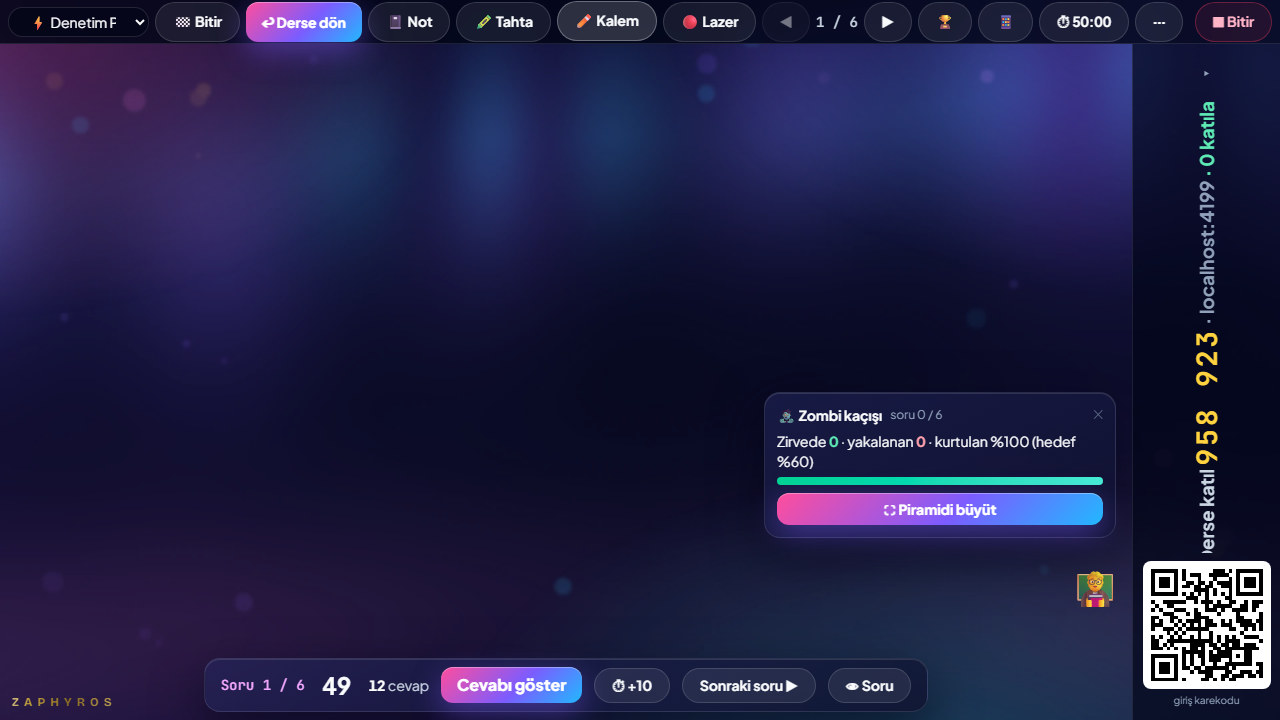 Denetim F
Bitir
Derse dön
Not
Tahta
Kalem
Lazer
1 / 6
50:00
---
Bitir
Derse katıl 958 923 · localhost:4199 · 0 katıla
Zombi kaçışı soru 0 / 6
Zirvede 0 · yakalanan 0 · kurtulan %100 (hedef
%60)
Piramidi büyüt
Soru 1 / 6
49
12 cevap
Cevabı göster
+10
Sonraki soru
Soru
ZAPHYROS
giriş karekodu